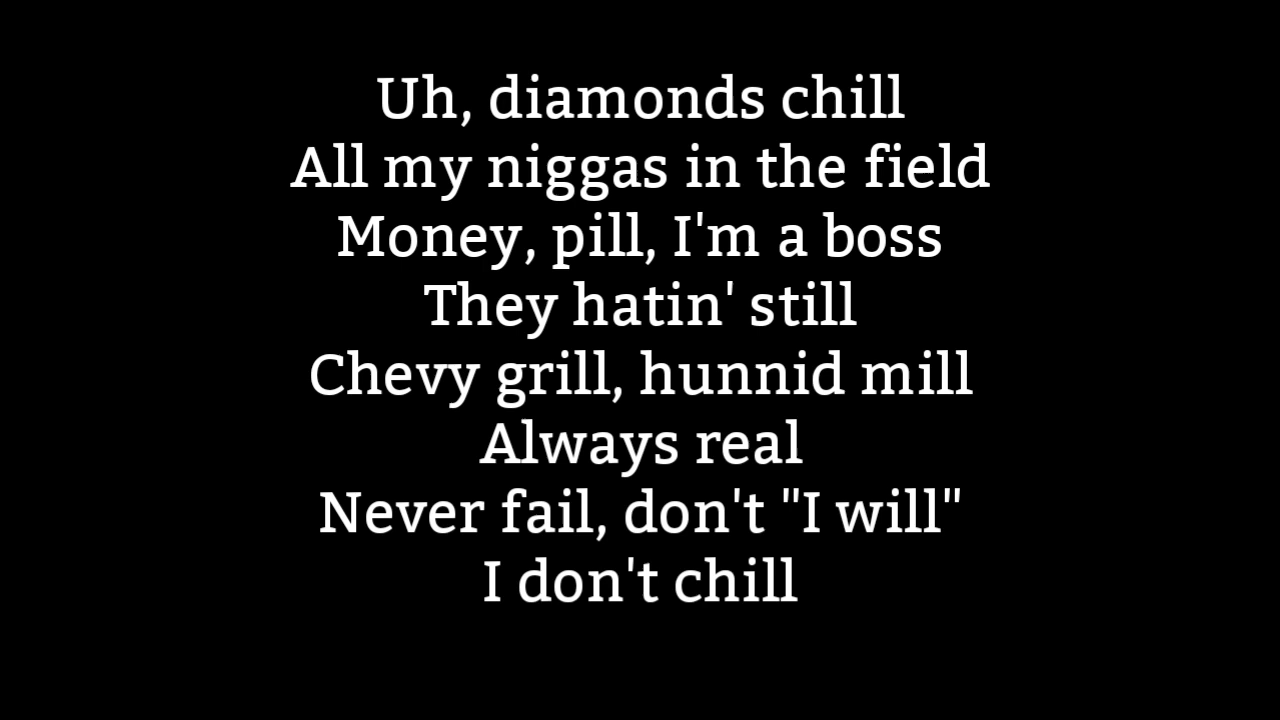 Uh, diamonds chill
All my niggas in the field
Money, pill, I'm a boss
They hatin' still
Chevy grill, hunnid mill
Always real
Never fail, don't "I will"
I don't chill